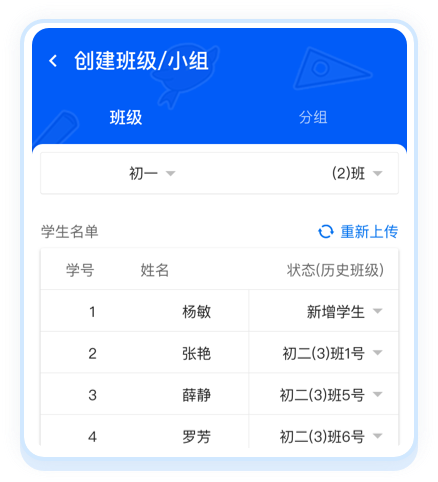 创建班级/小组
班级 分组
初一 (2)班
学生名单 重新上传
学号 姓名 状态(历史班级)
1 杨敏 新增学生
2 张艳 初二(3)班1号
3 薛静 初二(3)班5号
4 罗芳 初二(3)班6号